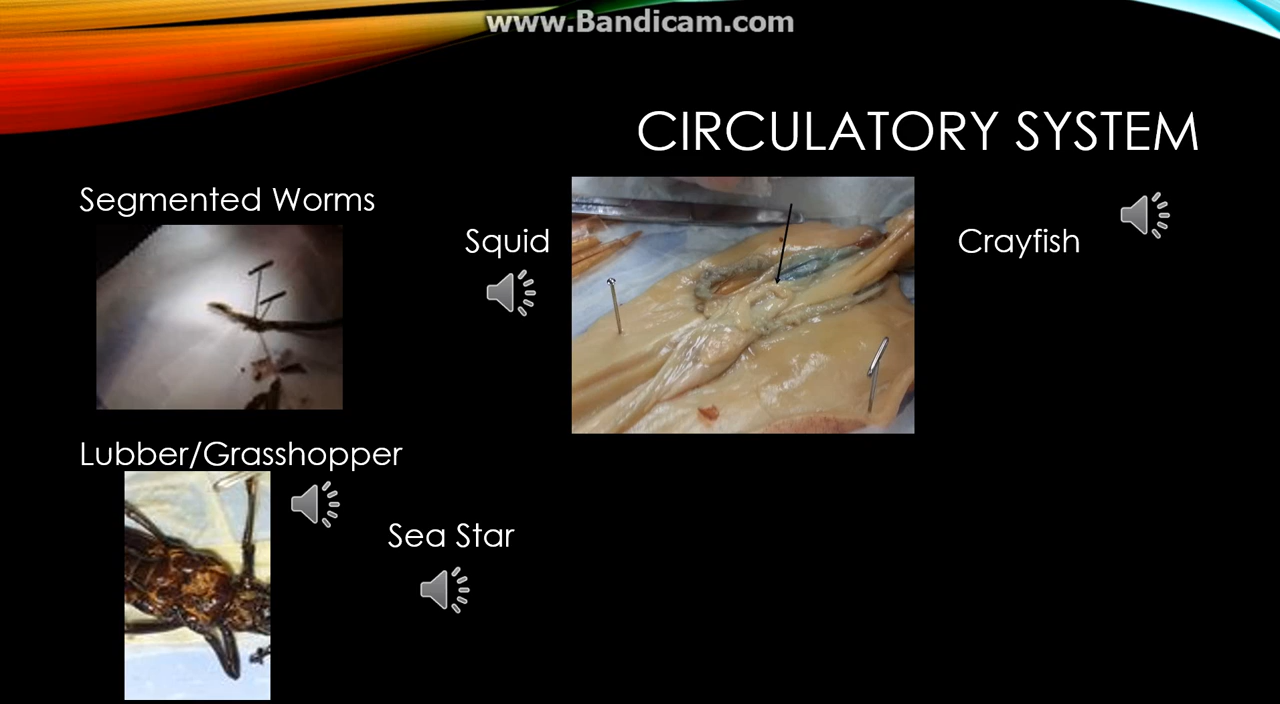 www.Bandicam.com
CIRCULATORY SYSTEM
Segmented Worms
Squid
Crayfish
Lubber/Grasshopper
Sea Star